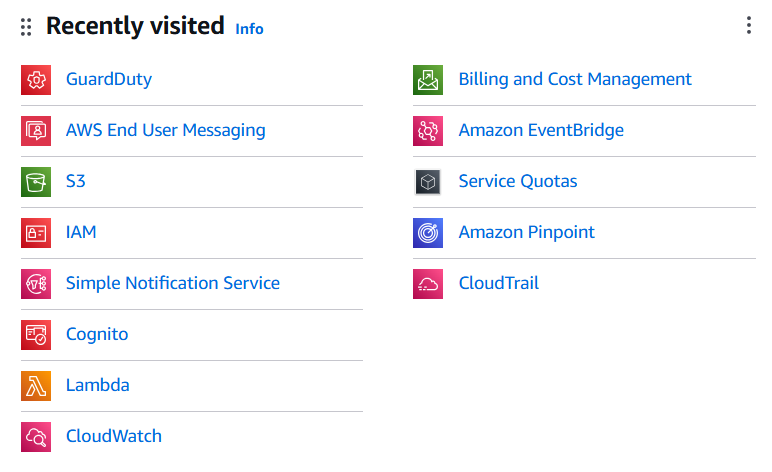 Recently visited Info
GuardDuty
AWS End User Messaging
S3
IAM
Simple Notification Service
Cognito
Lambda
CloudWatch
Billing and Cost Management
Amazon EventBridge
Service Quotas
Amazon Pinpoint
CloudTrail